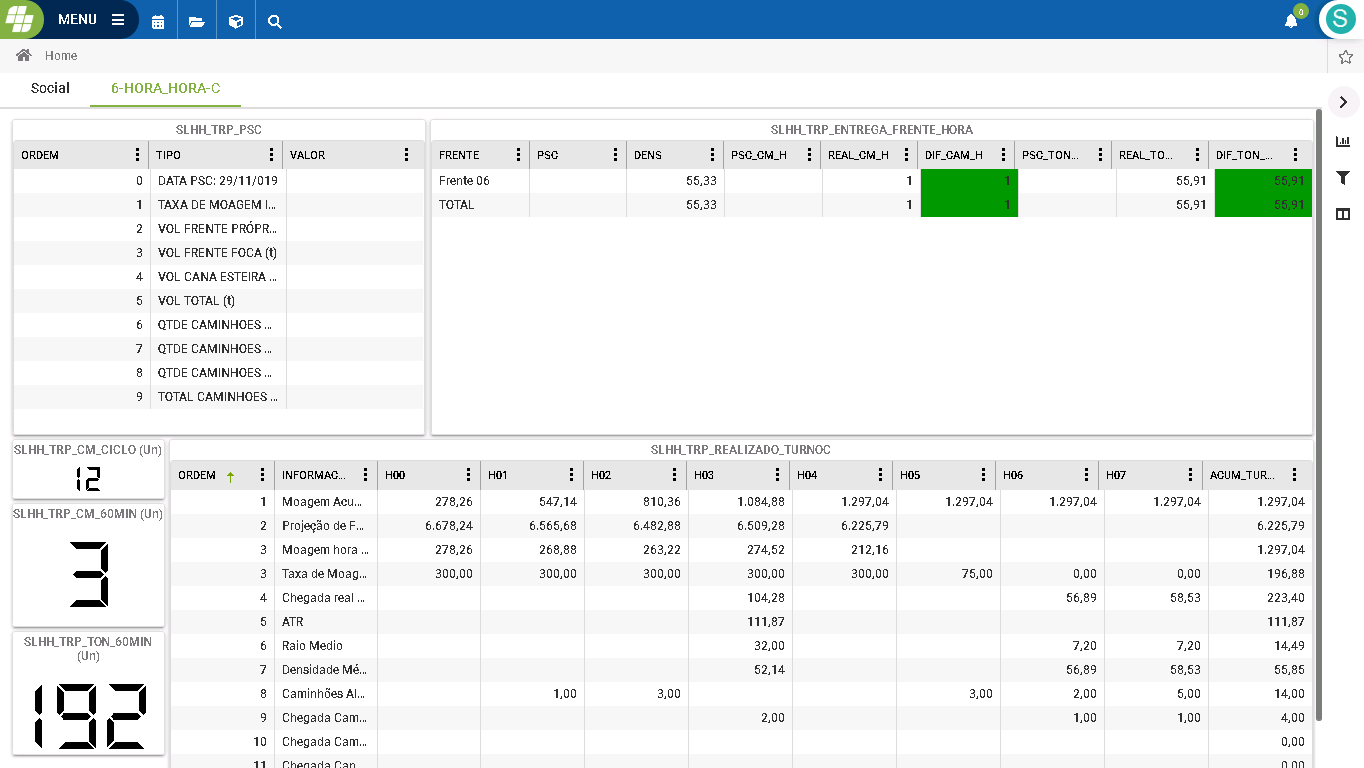 MENU
0
S
Home
Social 6-HORA_HORA-C
SLHH_TRP_PSC
ORDEM TIPO VALOR
0 DATA PSC: 29/11/019
1 TAXA DE MOAGEM I...
2 VOL FRENTE PRÓPR...
3 VOL FRENTE FOCA (t)
4 VOL CANA ESTEIRA ...
5 VOL TOTAL (t)
6 QTDE CAMINHOES ...
7 QTDE CAMINHOES ...
8 QTDE CAMINHOES ...
9 TOTAL CAMINHOES ...
SLHH_TRP_ENTREGA_FRENTE_HORA
FRENTE PSC DENS PSC_CM_H REAL_CM_H DIF_CAM_H PSC_TON... REAL_TO... DIF_TON_...
Frente 06 55,33 1 1 55,91 55,91
TOTAL 55,33 1 1 55,91 55,91
SLHH_TRP_CM_CICLO (Un)
12
SLHH_TRP_CM_60MIN (Un)
3
SLHH_TRP_TON_60MIN
(Un)
192
SLHH_TRP_REALIZADO_TURNOC
ORDEM INFORMAC... H00 H01 H02 H03 H04 H05 H06 H07 ACUM_TUR...
1 Moagem Acu... 278,26 547,14 810,36 1.084,88 1.297,04 1.297,04 1.297,04 1.297,04 1.297,04
2 Projeção de F... 6.678,24 6.565,68 6.482,88 6.509,28 6.225,79 6.225,79
3 Moagem hora ... 278,26 268,88 263,22 274,52 212,16 1.297,04
3 Taxa de Moag... 300,00 300,00 300,00 300,00 300,00 75,00 0,00 0,00 196,88
4 Chegada real ... 104,28 56,89 58,53 223,40
5 ATR 111,87 111,87
6 Raio Medio 32,00 7,20 7,20 14,49
7 Densidade Mé... 52,14 56,89 58,53 55,85
8 Caminhões Al... 1,00 3,00 3,00 2,00 5,00 14,00
9 Chegada Cam... 2,00 1,00 1,00 4,00
10 Chegada Cam... 0,00
11 Chegada Can... 0,00